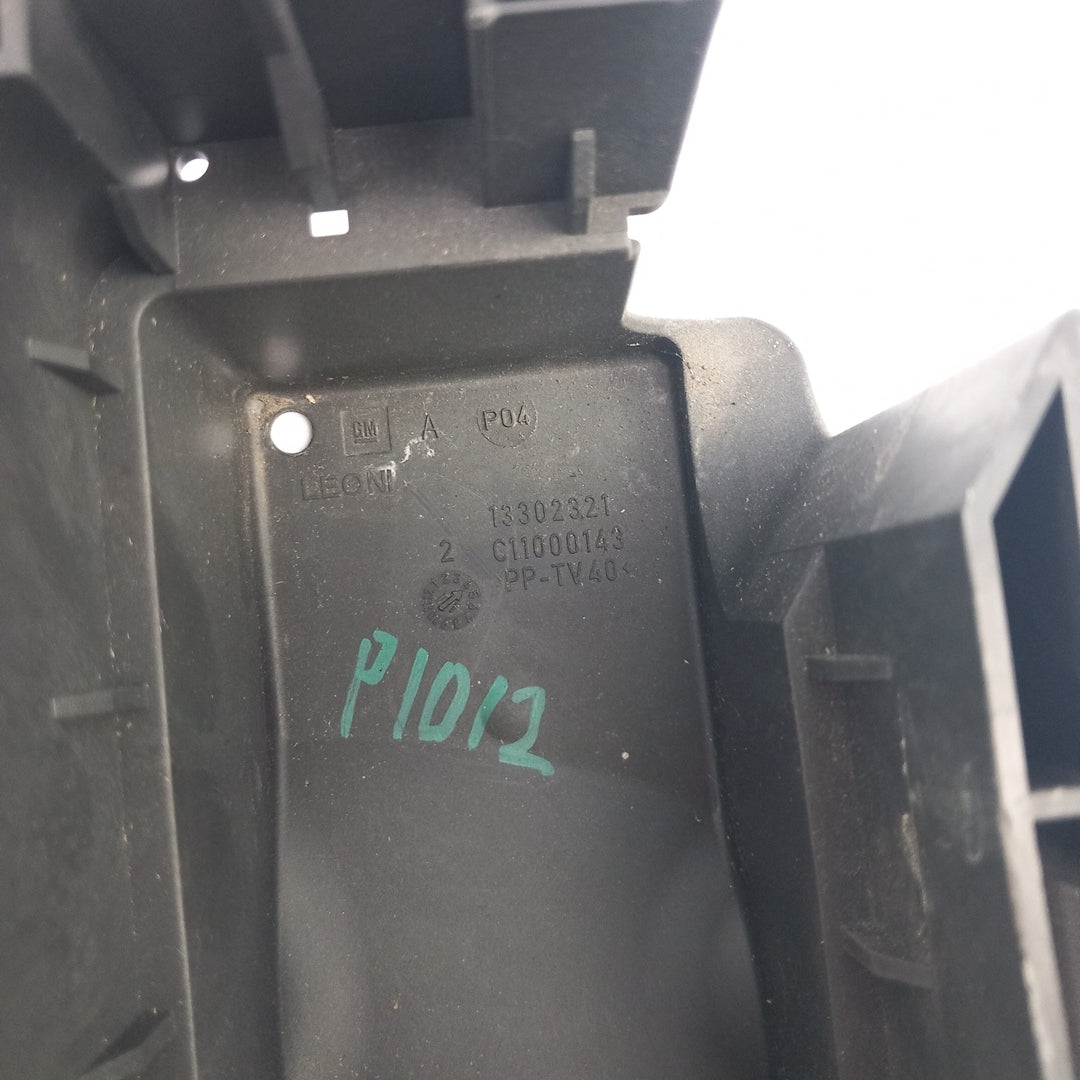 GM A P04
LEONI
13302321
2 C11000143
>PP-TV40<
P1012